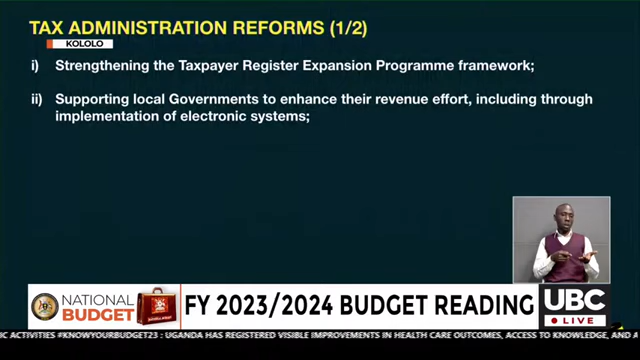 TAX ADMINISTRATION REFORMS (1/2)
KOLOLO
i) Strengthening the Taxpayer Register Expansion Programme framework;
ii) Supporting local Governments to enhance their revenue effort, including through
implementation of electronic systems;
NATIONAL
BUDGET
FY 2023/2024 BUDGET READING
UBC
LIVE
IC ACTIVITIES #KNOWYOURBUDGET23 : UGANDA HAS REGISTERED VISIBLE IMPROVEMENTS IN HEALTH CARE OUTCOMES, ACCESS TO KNOWLEDGE, AND A